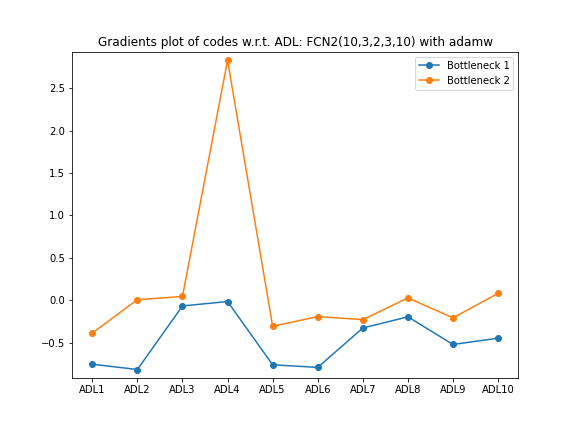 Gradients plot of codes w.r.t. ADL: FCN2(10,3,2,3,10) with adamw
Bottleneck 1
Bottleneck 2
2.5
2.0
1.5
1.0
0.5
0.0
−0.5
ADL1 ADL2 ADL3 ADL4 ADL5 ADL6 ADL7 ADL8 ADL9 ADL10